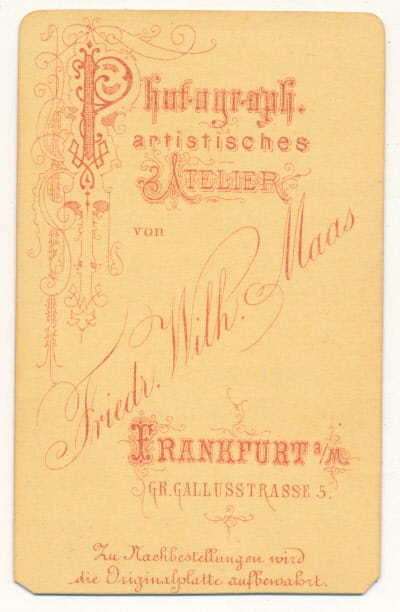 Photograph.
artistisches
ATELIER
von
Friedr. Wilh. Maas
FRANKFURT a/M.
GR. GALLUSSTRASSE 5.
Zu Nachbestellungen wird
die Originalplatte aufbewahrt.